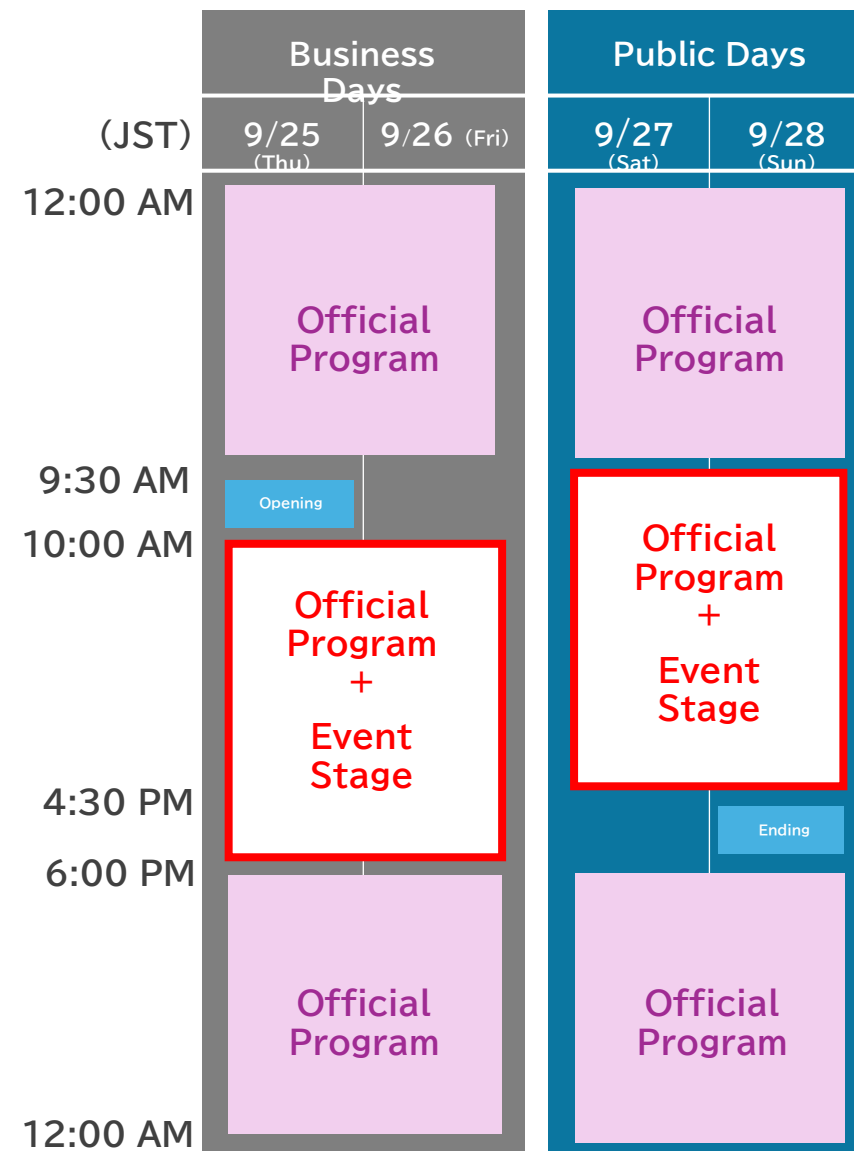 Business
Days
Public Days
(JST)
9/25
(Thu)
9/26 (Fri)
9/27
(Sat)
9/28
(Sun)
12:00 AM
Official
Program
Official
Program
9:30 AM
Opening
10:00 AM
Official
Program
+
Event
Stage
Official
Program
+
Event
Stage
4:30 PM
Ending
6:00 PM
Official
Program
Official
Program
12:00 AM